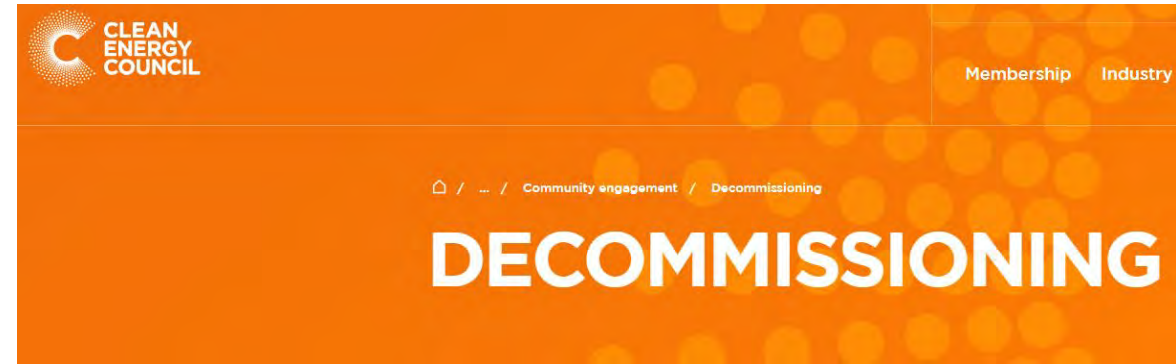 CLEAN
ENERGY
COUNCIL
Membership Industry
/ ... / Community engagement / Decommissioning
DECOMMISSIONING